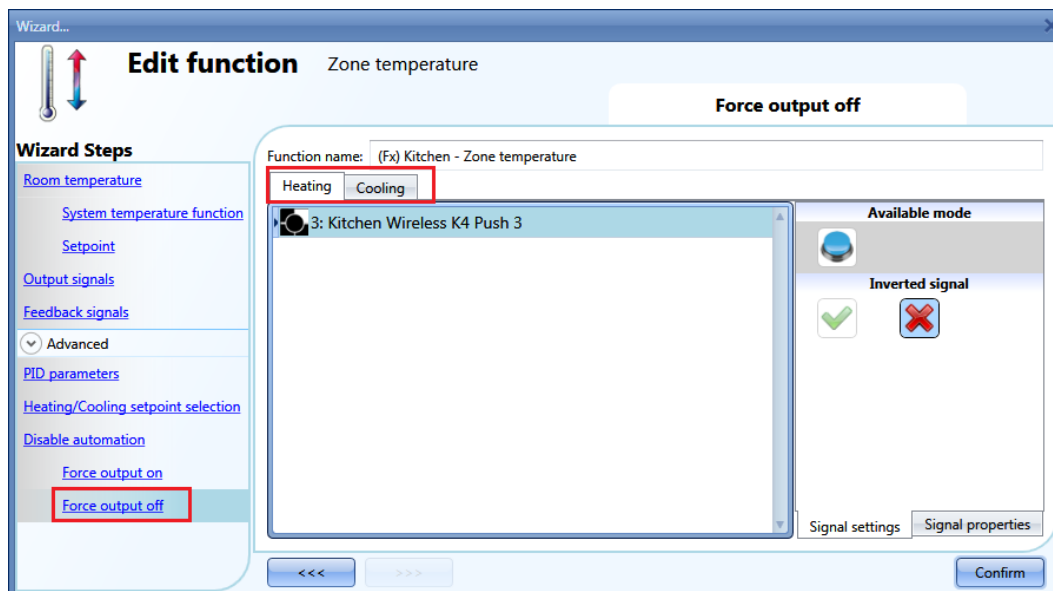 Wizard...
Edit function Zone temperature
Force output off
Wizard Steps
Room temperature
System temperature function
Setpoint
Output signals
Feedback signals
Advanced
PID parameters
Heating/Cooling setpoint selection
Disable automation
Force output on
Force output off
Function name: (Fx) Kitchen - Zone temperature
Heating Cooling
3: Kitchen Wireless K4 Push 3
Available mode
Inverted signal
Signal settings Signal properties
<<< >>> Confirm